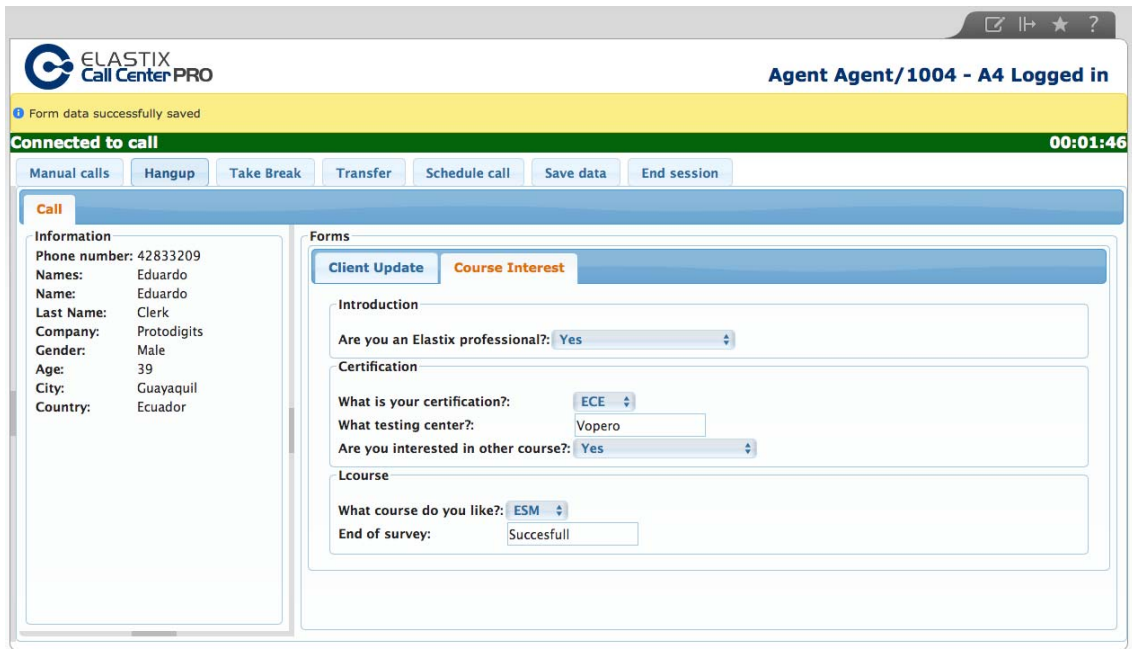 ?
ELASTIX
Call Center PRO
Agent Agent/1004 - A4 Logged in
Form data successfully saved
Connected to call 00:01:46
Manual calls Hangup Take Break Transfer Schedule call Save data End session
Call
Information
Phone number: 42833209
Names: Eduardo
Name: Eduardo
Last Name: Clerk
Company: Protodigits
Gender: Male
Age: 39
City: Guayaquil
Country: Ecuador
Forms
Client Update Course Interest
Introduction
Are you an Elastix professional?: Yes
Certification
What is your certification?: ECE
What testing center?: Vopero
Are you interested in other course?: Yes
Lcourse
What course do you like?: ESM
End of survey: Succesfull